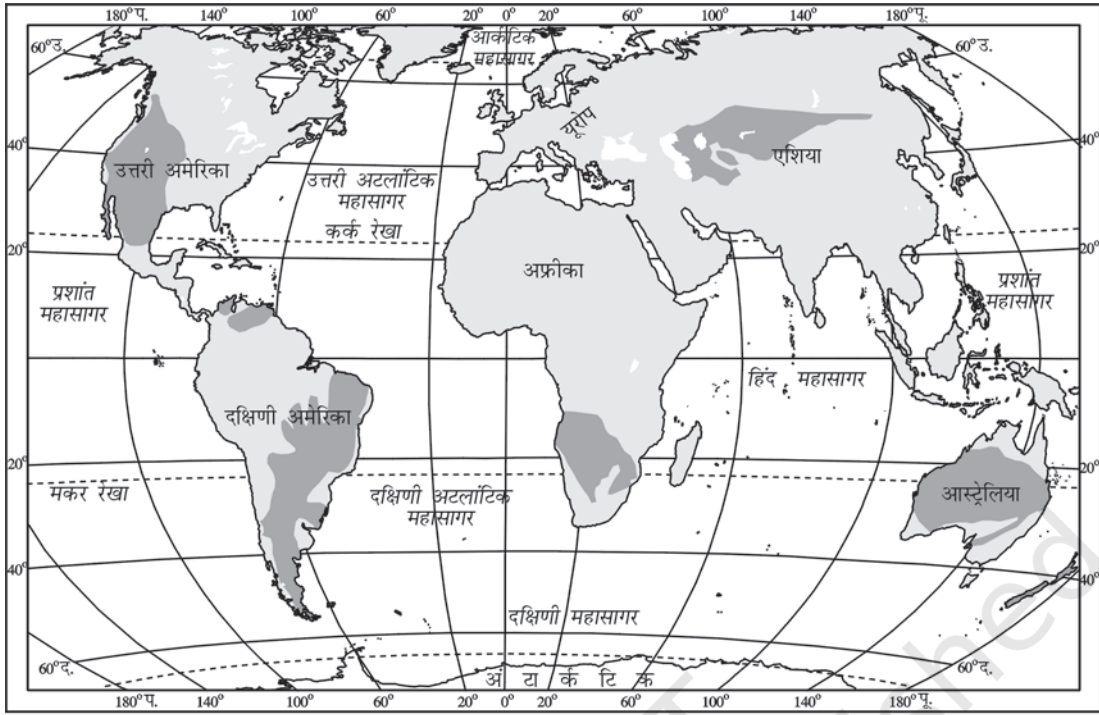 180°प. 140° 100° 60° 20° 0° 20° 60° 100° 140° 180°पू.
60°उ. आर्कटिक महासागर 60°उ.
यूरोप
40° 40°
उत्तरी अमेरिका एशिया
उत्तरी अटलांटिक
महासागर
कर्क रेखा
20° 20°
अफ्रीका
प्रशांत
महासागर
प्रशांत
महासागर
हिंद महासागर
दक्षिणी अमेरिका
20° 20°
मकर रेखा
दक्षिणी अटलांटिक
महासागर
आस्ट्रेलिया
40° 40°
दक्षिणी महासागर
60°द. 60°द.
अंटार्कटिक
180°प. 140° 100° 60° 20° 0° 20° 60° 100° 140° 180°पू.